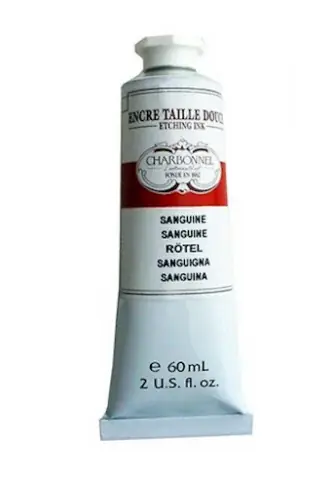 ENCRE TAILLE DOUCE
ETCHING INK
CHARBONNEL
FONDÉ EN 1862
SANGUINE
SANGUINE
RÖTEL
SANGUIGNA
SANGUINA
e 60 mL
2 U.S. fl. oz.